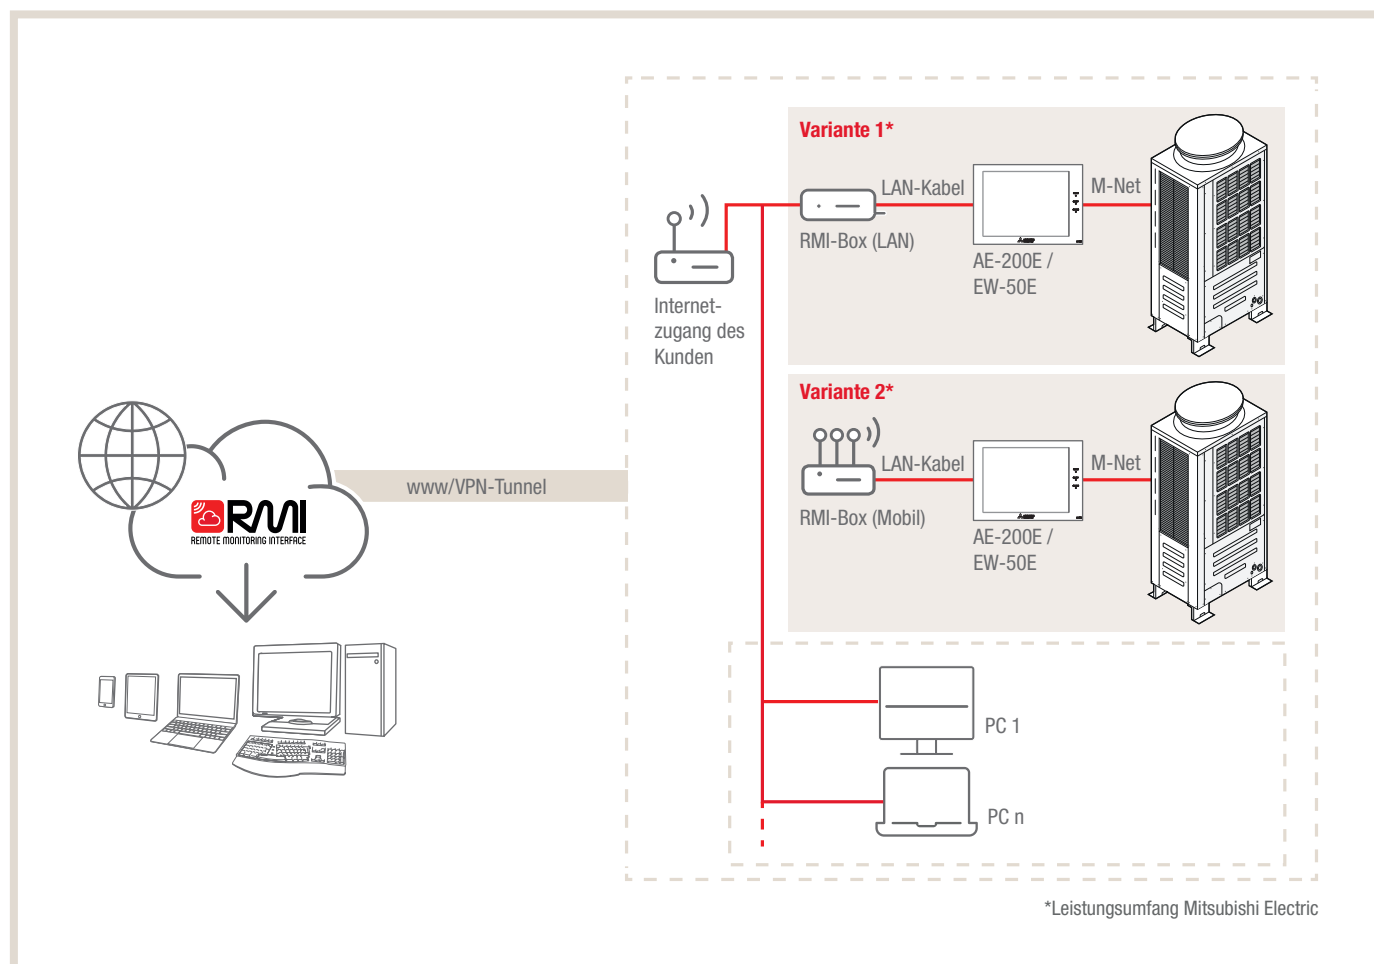 Variante 1*
LAN-Kabel
M-Net
RMI-Box (LAN)
AE-200E /
EW-50E
Internet-
zugang des
Kunden
Variante 2*
LAN-Kabel
M-Net
RMI-Box (Mobil)
AE-200E /
EW-50E
www/VPN-Tunnel
RMI
REMOTE MONITORING INTERFACE
PC 1
PC n
*Leistungsumfang Mitsubishi Electric